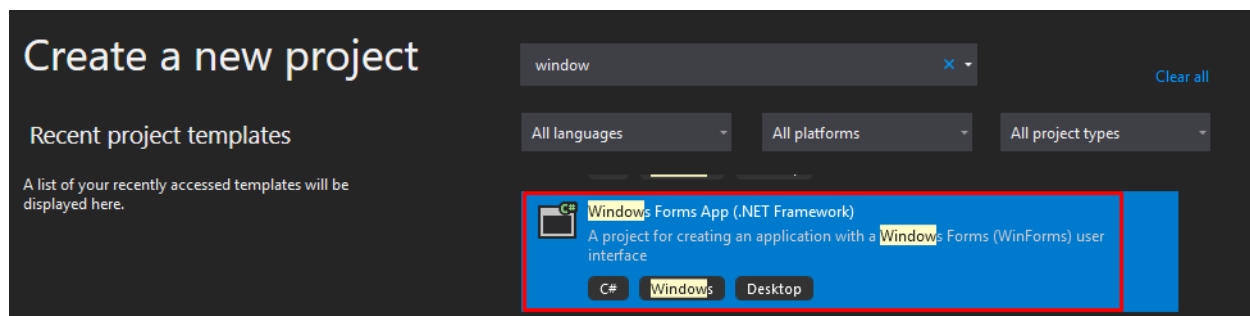 Create a new project
window
Clear all
Recent project templates
All languages
All platforms
All project types
A list of your recently accessed templates will be
displayed here.
C#
Windows Forms App (.NET Framework)
A project for creating an application with a Windows Forms (WinForms) user
interface
C#
Windows
Desktop